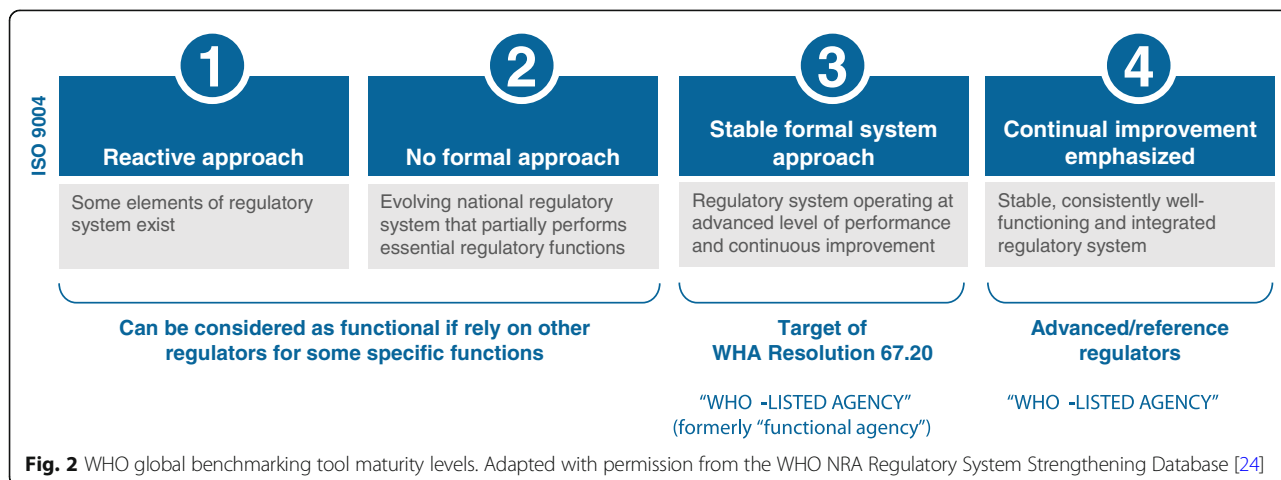 ISO 9004
1
Reactive approach
Some elements of regulatory
system exist
2
No formal approach
Evolving national regulatory
system that partially performs
essential regulatory functions
3
Stable formal system
approach
Regulatory system operating at
advanced level of performance
and continuous improvement
4
Continual improvement
emphasized
Stable, consistently well-
functioning and integrated
regulatory system
Can be considered as functional if rely on other
regulators for some specific functions
Target of
WHA Resolution 67.20
“WHO -LISTED AGENCY”
(formerly “functional agency”)
Advanced/reference
regulators
“WHO -LISTED AGENCY”
Fig. 2 WHO global benchmarking tool maturity levels. Adapted with permission from the WHO NRA Regulatory System Strengthening Database [24]